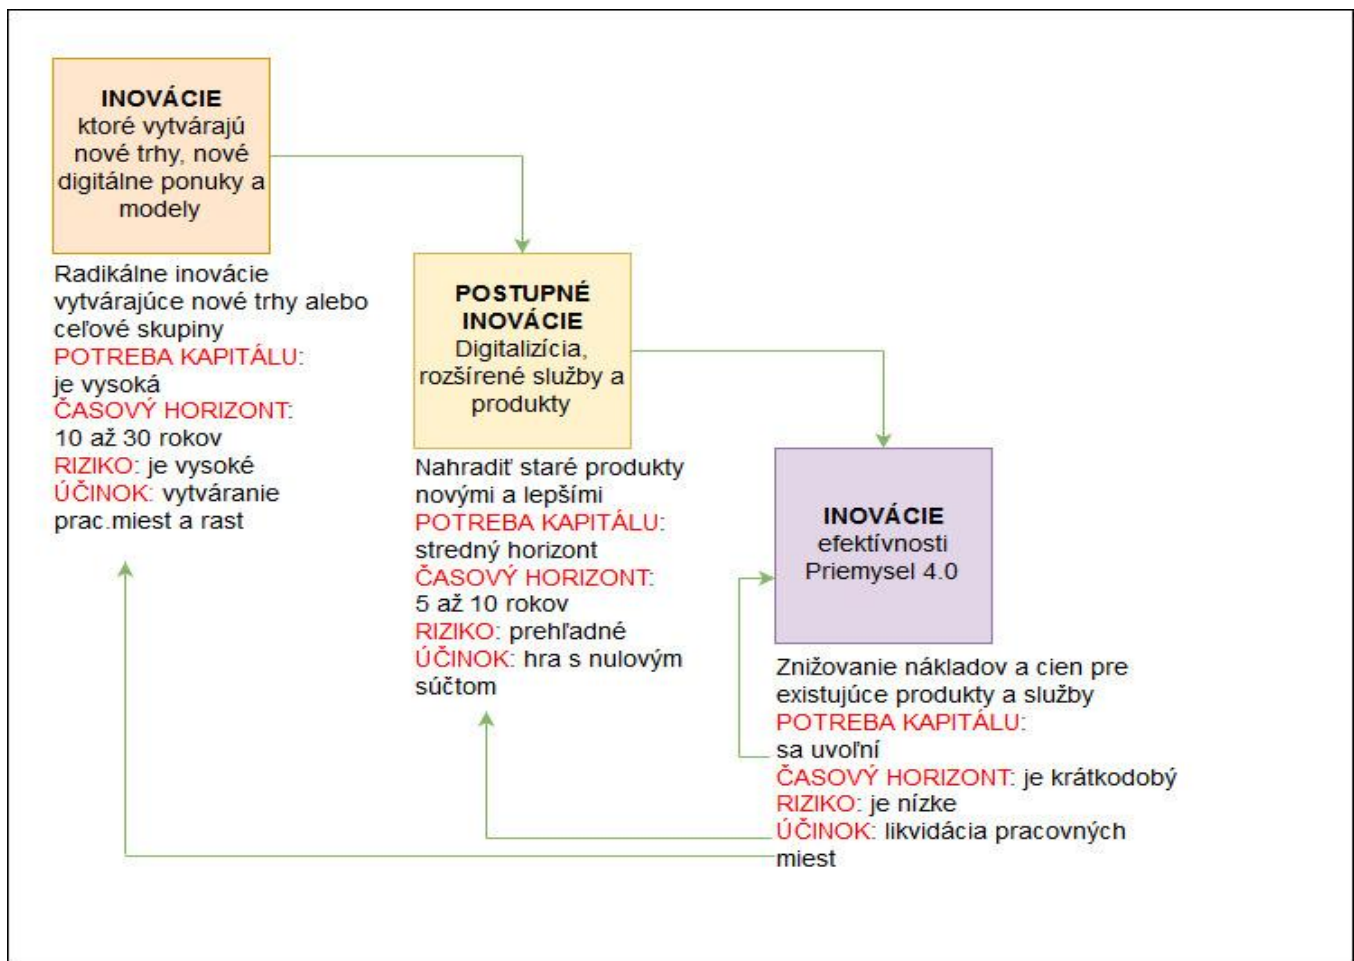 INOVÁCIE
ktoré vytvárajú
nové trhy, nové
digitálne ponuky a
modely
Radikálne inovácie
vytvárajúce nové trhy alebo
ceľové skupiny
POTREBA KAPITÁLU:
je vysoká
ČASOVÝ HORIZONT:
10 až 30 rokov
RIZIKO: je vysoké
ÚČINOK: vytváranie
prac.miest a rast
POSTUPNÉ
INOVÁCIE
Digitalizícia,
rozšírené služby a
produkty
Nahradiť staré produkty
novými a lepšími
POTREBA KAPITÁLU:
stredný horizont
ČASOVÝ HORIZONT:
5 až 10 rokov
RIZIKO: prehľadné
ÚČINOK: hra s nulovým
súčtom
INOVÁCIE
efektívnosti
Priemysel 4.0
Znižovanie nákladov a cien pre
existujúce produkty a služby
POTREBA KAPITÁLU:
sa uvoľní
ČASOVÝ HORIZONT: je krátkodobý
RIZIKO: je nízke
ÚČINOK: likvidácia pracovných
miest